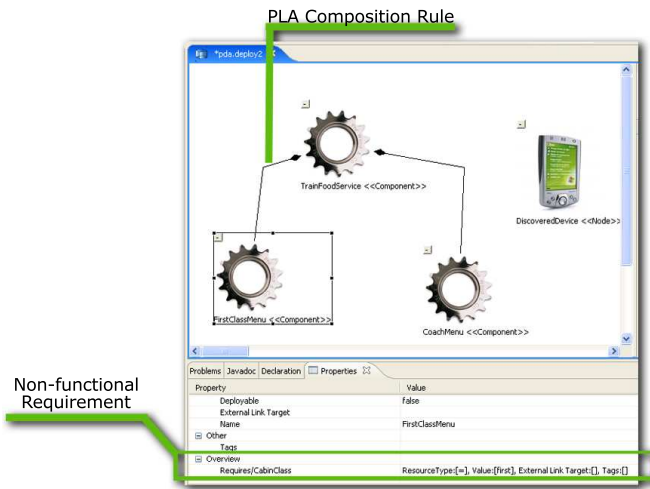 PLA Composition Rule
*pda.deploy2
TrainFoodService <<Component>>
DiscoveredDevice <<Node>>
FirstClassMenu <<Component>>
CoachMenu <<Component>>
Problems Javadoc Declaration Properties
Property Value
Deployable false
External Link Target
Name FirstClassMenu
Other
Tags
Overview
Requires/CabinClass ResourceType:[=], Value:[first], External Link Target:[], Tags:[]
Non-functional
Requirement